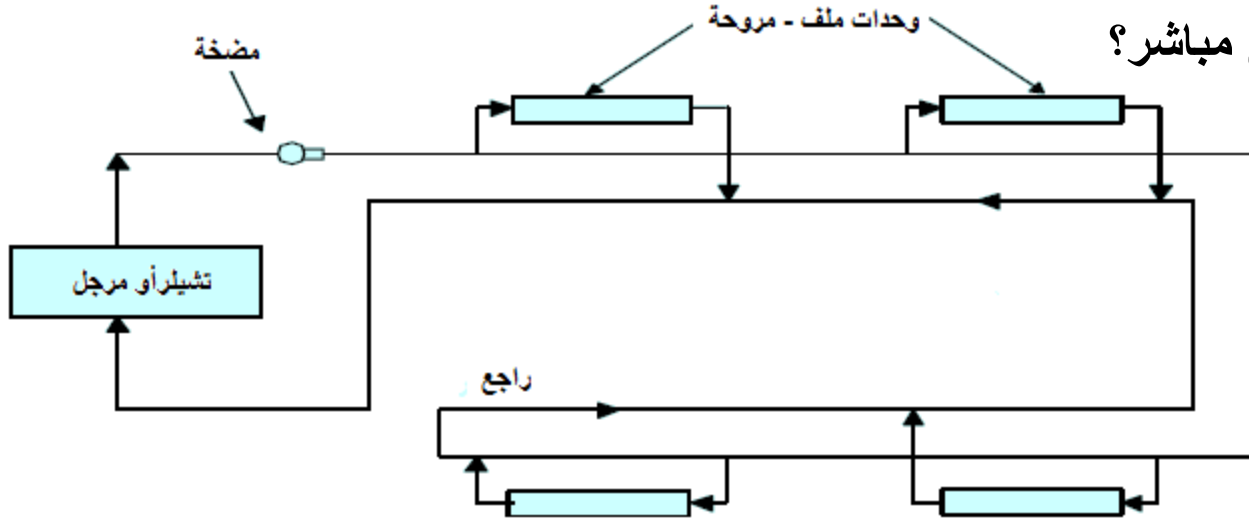 مباشر؟
وحدات ملف - مروحة
مضخة
تشيلرأو مرجل
راجع